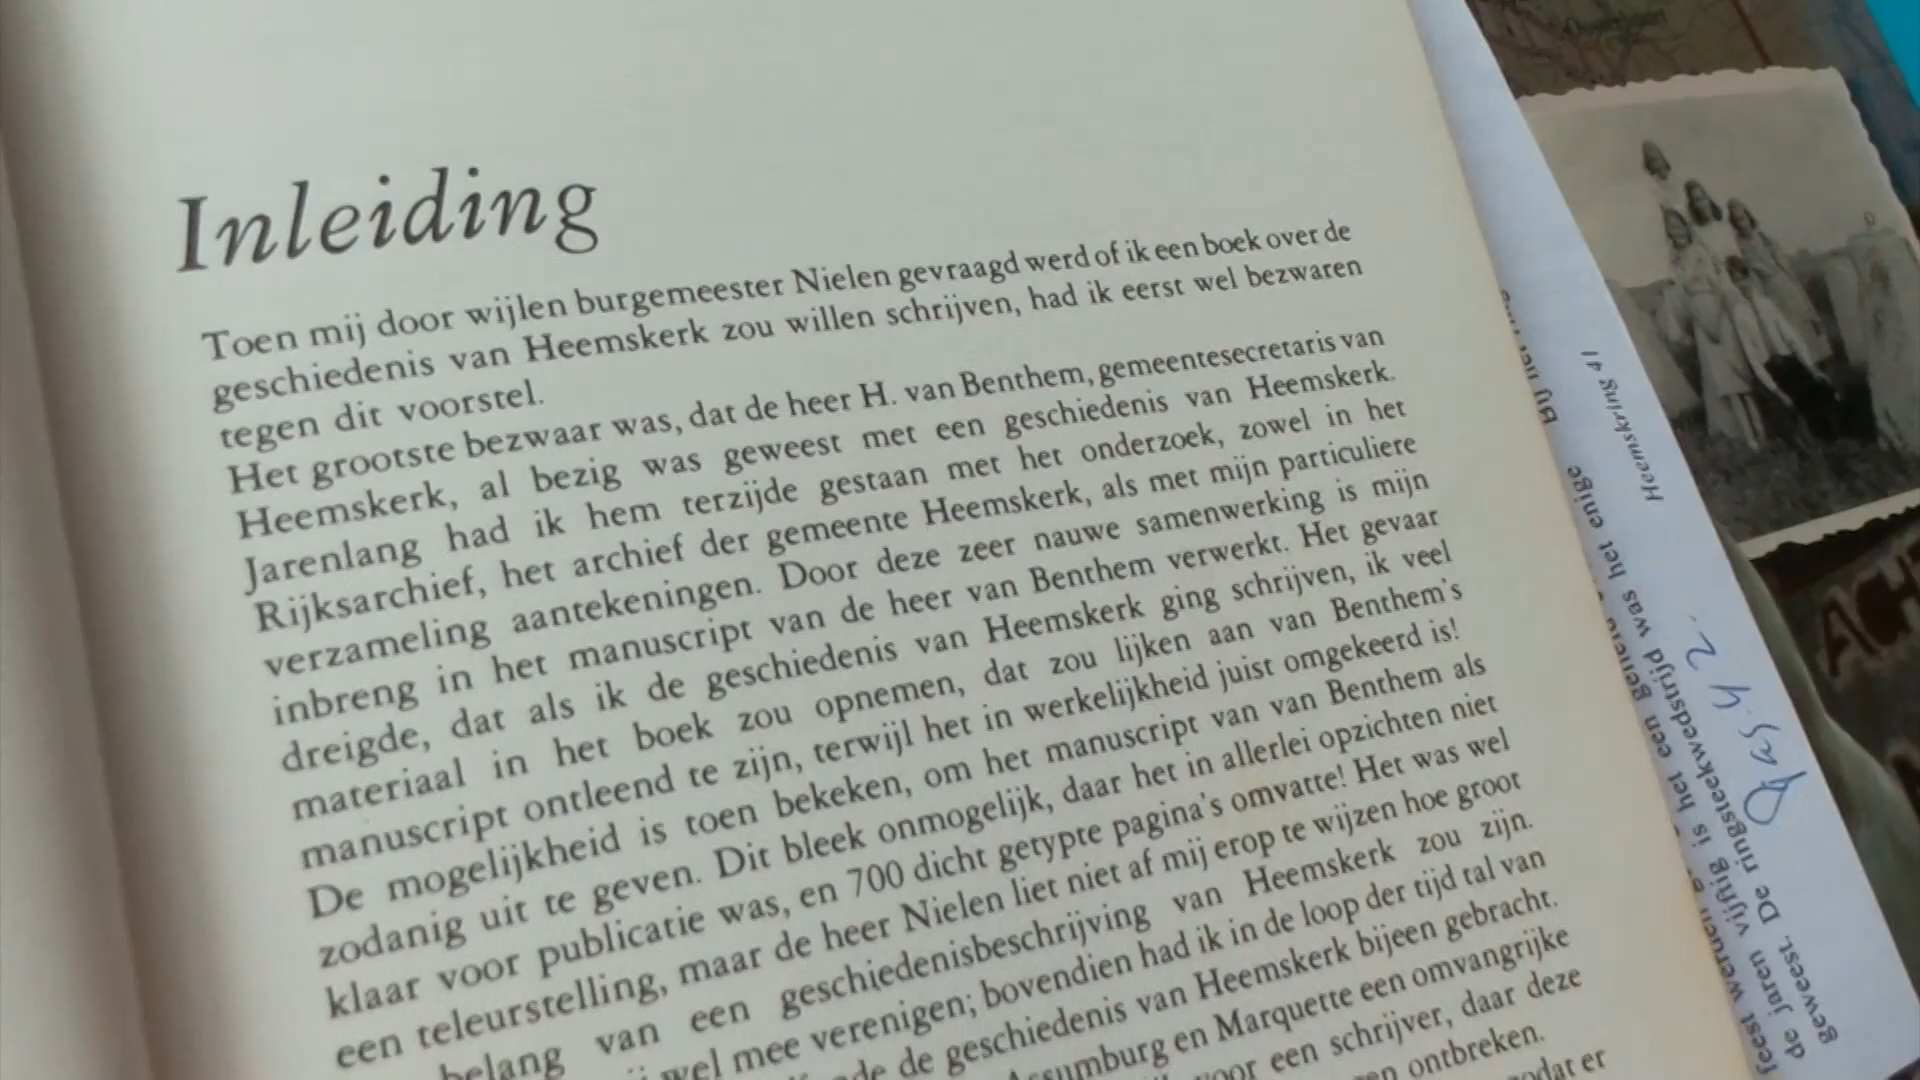 Inleiding
Toen mij door wijlen burgemeester Nielen gevraagd werd of ik een boek over de
geschiedenis van Heemskerk zou willen schrijven, had ik eerst wel bezwaren
tegen dit voorstel.
Het grootste bezwaar was, dat de heer H. van Benthem, gemeentesecretaris van
Heemskerk, al bezig was geweest met een geschiedenis van Heemskerk.
Jarenlang had ik hem terzijde gestaan met het onderzoek, zowel in het
Rijksarchief, het archief der gemeente Heemskerk, als met mijn particuliere
verzameling aantekeningen. Door deze zeer nauwe samenwerking is mijn
inbreng in het manuscript van de heer van Benthem verwerkt. Het gevaar
dreigde, dat als ik de geschiedenis van Heemskerk ging schrijven, ik veel
materiaal in het boek zou opnemen, dat zou lijken aan van Benthem's
manuscript ontleend te zijn, terwijl het in werkelijkheid juist omgekeerd is!
De mogelijkheid is toen bekeken, om het manuscript van van Benthem als
zodanig uit te geven. Dit bleek onmogelijk, daar het in allerlei opzichten niet
klaar voor publicatie was, en 700 dicht getypte pagina's omvatte! Het was wel
een teleurstelling, maar de heer Nielen liet niet af mij erop te wijzen hoe groot
belang van een geschiedenisbeschrijving van Heemskerk zou zijn.
wel mee verenigen; bovendien had ik in de loop der tijd tal van
de geschiedenis van Heemskerk bijeen gebracht.
en Marquette een omvangrijke
voor een schrijver, daar deze
ontbreken.
er
Heemskring 41
Bij het
het enige
de jaren vijftig is het een
geweest. De ringsteekwedstrijd was